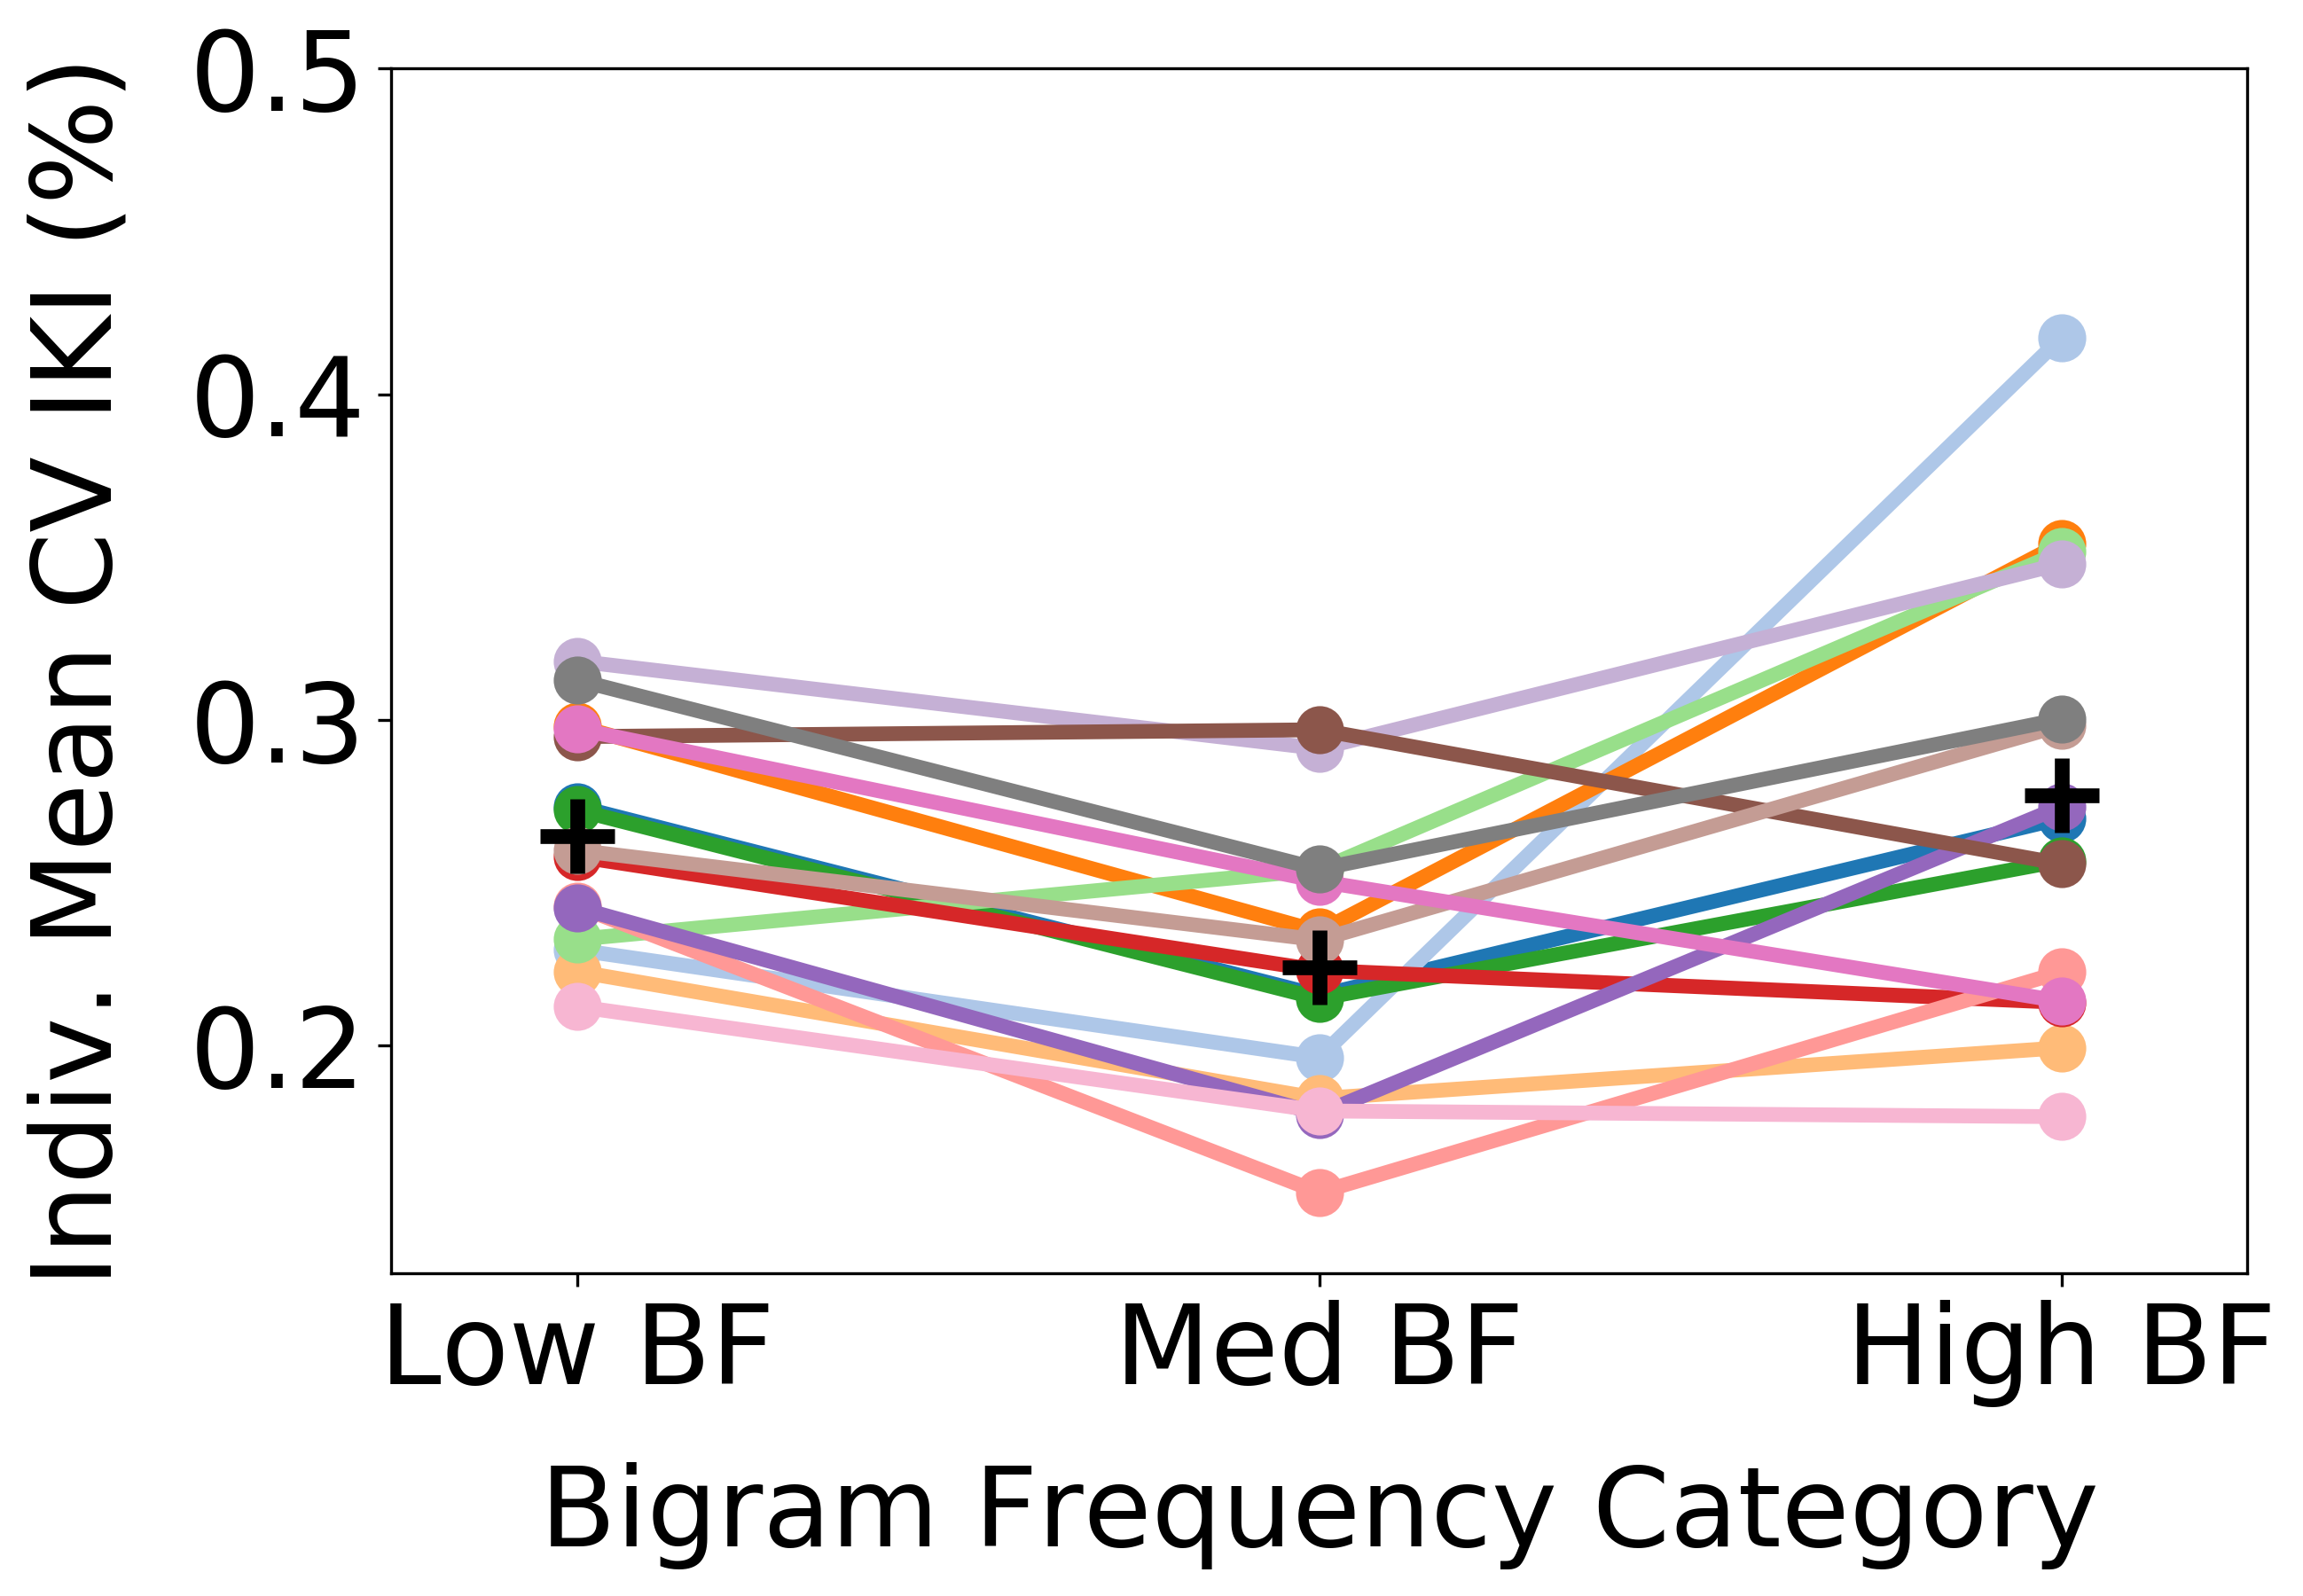 Indiv. Mean CV IKI (%)
0.5
0.4
0.3
0.2
Low BF
Med BF
High BF
Bigram Frequency Category